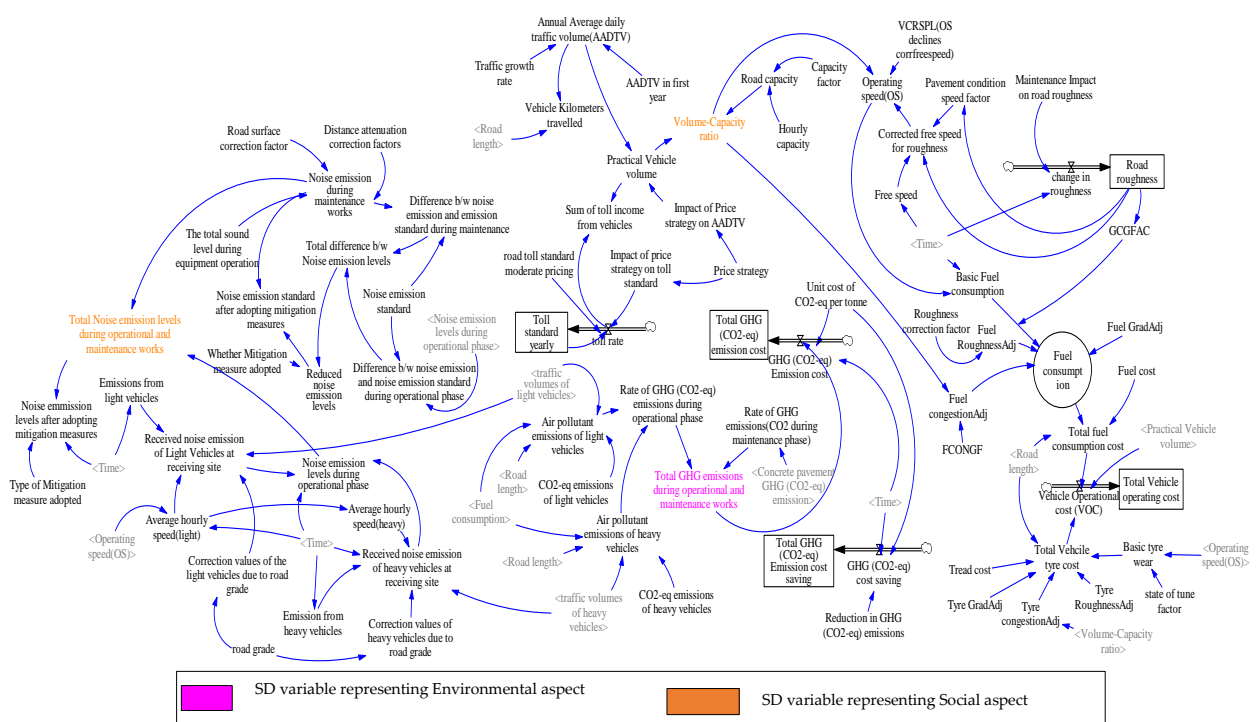 Annual Average daily
traffic volume(AADTV)
Traffic growth
rate
AADTV in first
year
Vehicle Kilometers
travelled
<Road
length>
Road capacity
Capacity
factor
Hourly
capacity
Volume-Capacity
ratio
Practical Vehicle
volume
Sum of toll income
from vehicles
Impact of Price
strategy on AADTV
Price strategy
Impact of price
strategy on toll
standard
road toll standard
moderate pricing
Toll
standard
yearly
toll rate
VCRSPL(OS
declines
corrfreespeed)
Operating
speed(OS)
Pavement condition
speed factor
Maintenance Impact
on road roughness
Corrected free speed
for roughness
Free speed
change in
roughness
Road
roughness
<Time>
GCGFAC
Basic Fuel
consumption
Roughness
correction factor
Fuel
RoughnessAdj
Fuel
consumpt
ion
Fuel GradAdj
Fuel cost
Fuel
congestionAdj
FCONGF
Total fuel
consumption cost
<Practical Vehicle
volume>
<Road
length>
Vehicle Operational
cost (VOC)
Total Vehicle
operating cost
Total Vehcile
tyre cost
Basic tyre
wear
<Operating
speed(OS)>
state of tune
factor
Tread cost
Tyre GradAdj
Tyre
congestionAdj
Tyre
RoughnessAdj
<Volume-Capacity
ratio>
Road surface
correction factor
Distance attenuation
correction factors
Noise emission
during
maintenance
works
The total sound
level during
equipment operation
Difference b/w noise
emission and emission
standard during maintenance
Total difference b/w
Noise emission levels
Noise emission standard
after adopting mitigation
measures
Noise emission
standard
<Noise emission
levels during
operational phase>
Whether Mitigation
measure adopted
Reduced
noise
emission
levels
Difference b/w noise emission
and noise emission standard
during operational phase
Total Noise emission levels
during operational and
maintenance works
Noise emmission
levels after adopting
mitigation measures
Emissions from
light vehicles
<Time>
Type of Mitigation
measure adopted
Received noise emission
of Light Vehicles at
receiving site
Noise emission
levels during
operational phase
<Operating
speed(OS)>
Average hourly
speed(light)
Average hourly
speed(heavy)
<Time>
Received noise emission
of heavy vehicles at
receiving site
Correction values of the
light vehicles due to road
grade
Emission from
heavy vehicles
Correction values of
heavy vehicles due to
road grade
road grade
<traffic
volumes of
light vehicles>
Air pollutant
emissions of light
vehicles
Rate of GHG (CO2-eq)
emissions during
operational phase
<Road
length>
CO2-eq emissions
of light vehicles
<Fuel
consumption>
Air pollutant
emissions of heavy
vehicles
<Road length>
<traffic volumes
of heavy
vehicles>
CO2-eq emissions
of heavy vehicles
Rate of GHG
emissions(CO2 during
maintenance phase)
<Concrete pavement
GHG (CO2-eq)
emission>
Total GHG emissions
during operational and
maintenance works
Total GHG
(CO2-eq)
emission cost
GHG (CO2-eq)
Emission cost
Unit cost of
CO2-eq per tonne
<Time>
Total GHG
(CO2-eq)
Emission cost
saving
GHG (CO2-eq)
cost saving
Reduction in GHG
(CO2-eq) emissions
SD variable representing Environmental aspect
SD variable representing Social aspect